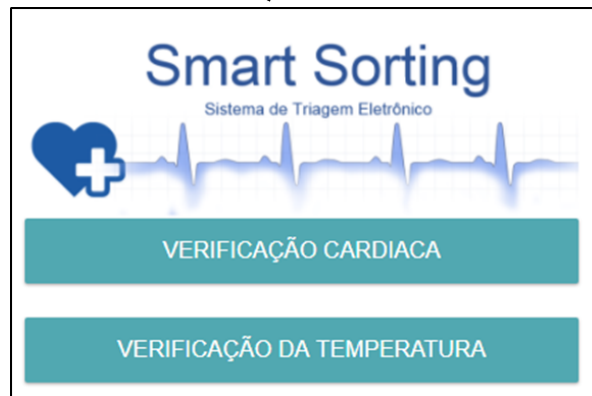 Smart Sorting
Sistema de Triagem Eletrônico
VERIFICAÇÃO CARDIACA
VERIFICAÇÃO DA TEMPERATURA